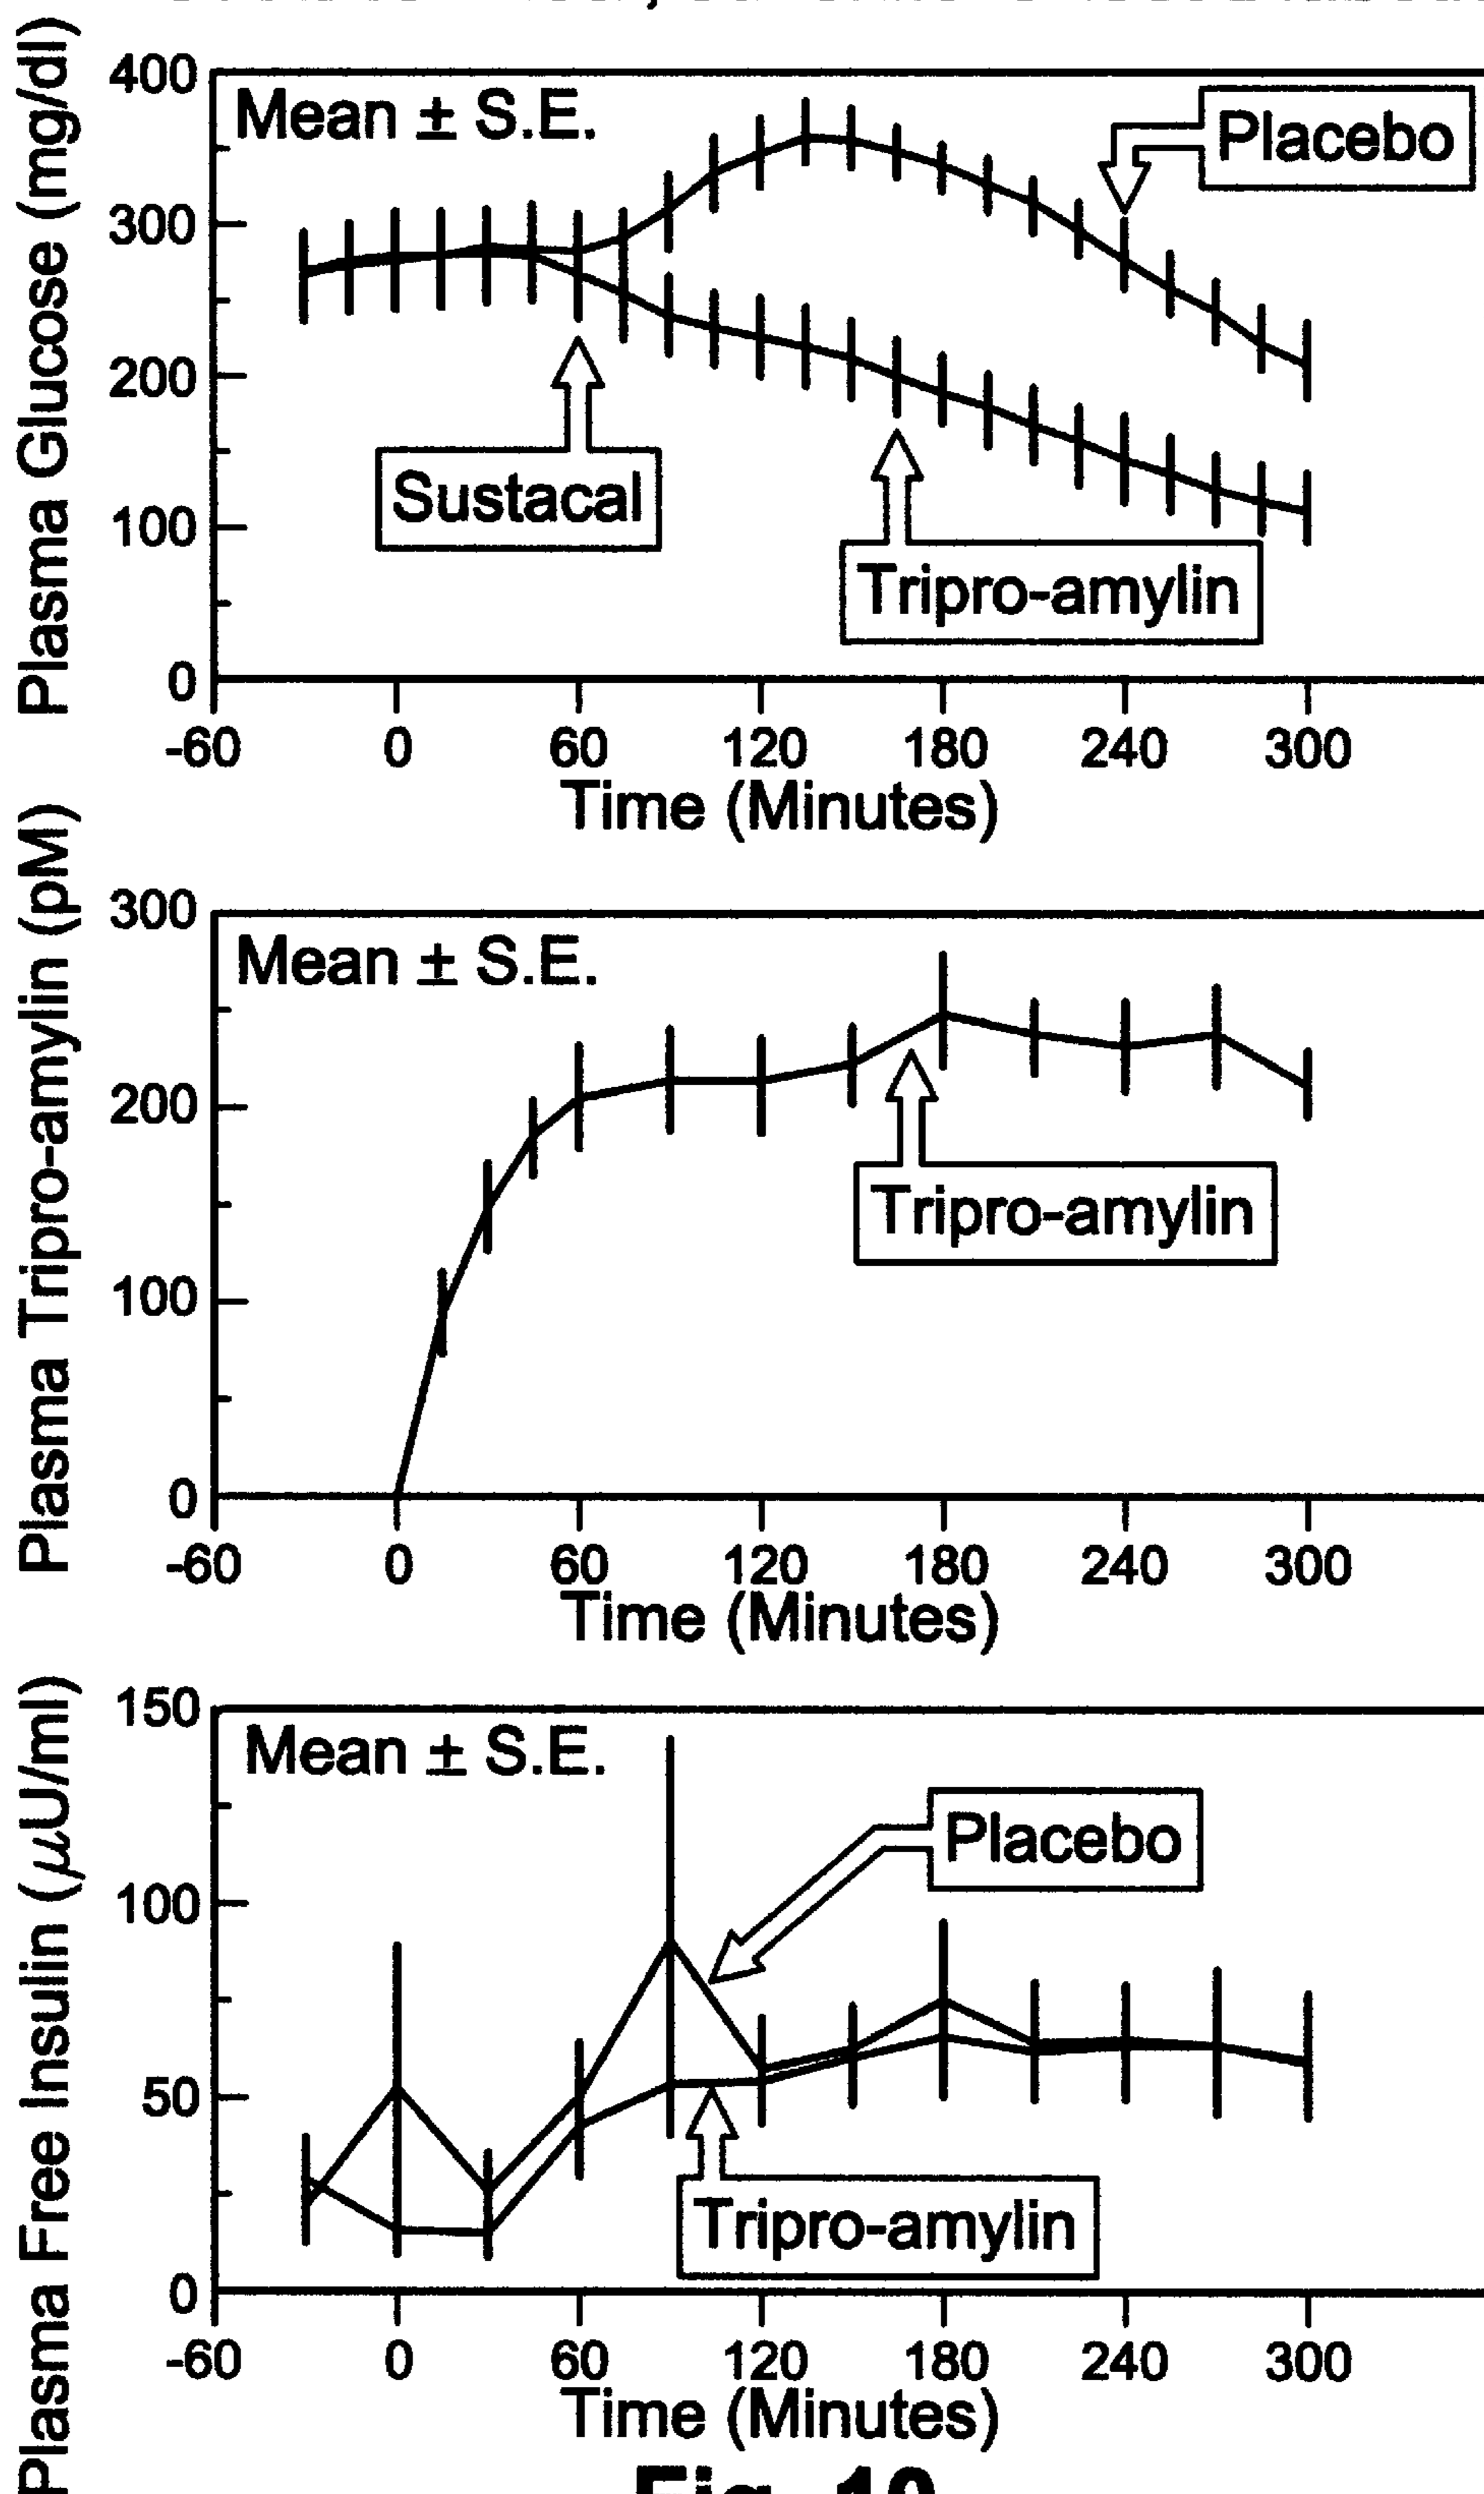 Plasma Glucose (mg/dl)
400
300
200
100
0
Mean ± S.E.
Placebo
Sustacal
Tripro-amylin
-60 0 60 120 180 240 300
Time (Minutes)
Plasma Tripro-amylin (pM)
300
200
100
0
Mean ± S.E.
Tripro-amylin
-60 0 60 120 180 240 300
Time (Minutes)
Plasma Free Insulin (μU/ml)
150
100
50
0
Mean ± S.E.
Placebo
Tripro-amylin
-60 0 60 120 180 240 300
Time (Minutes)